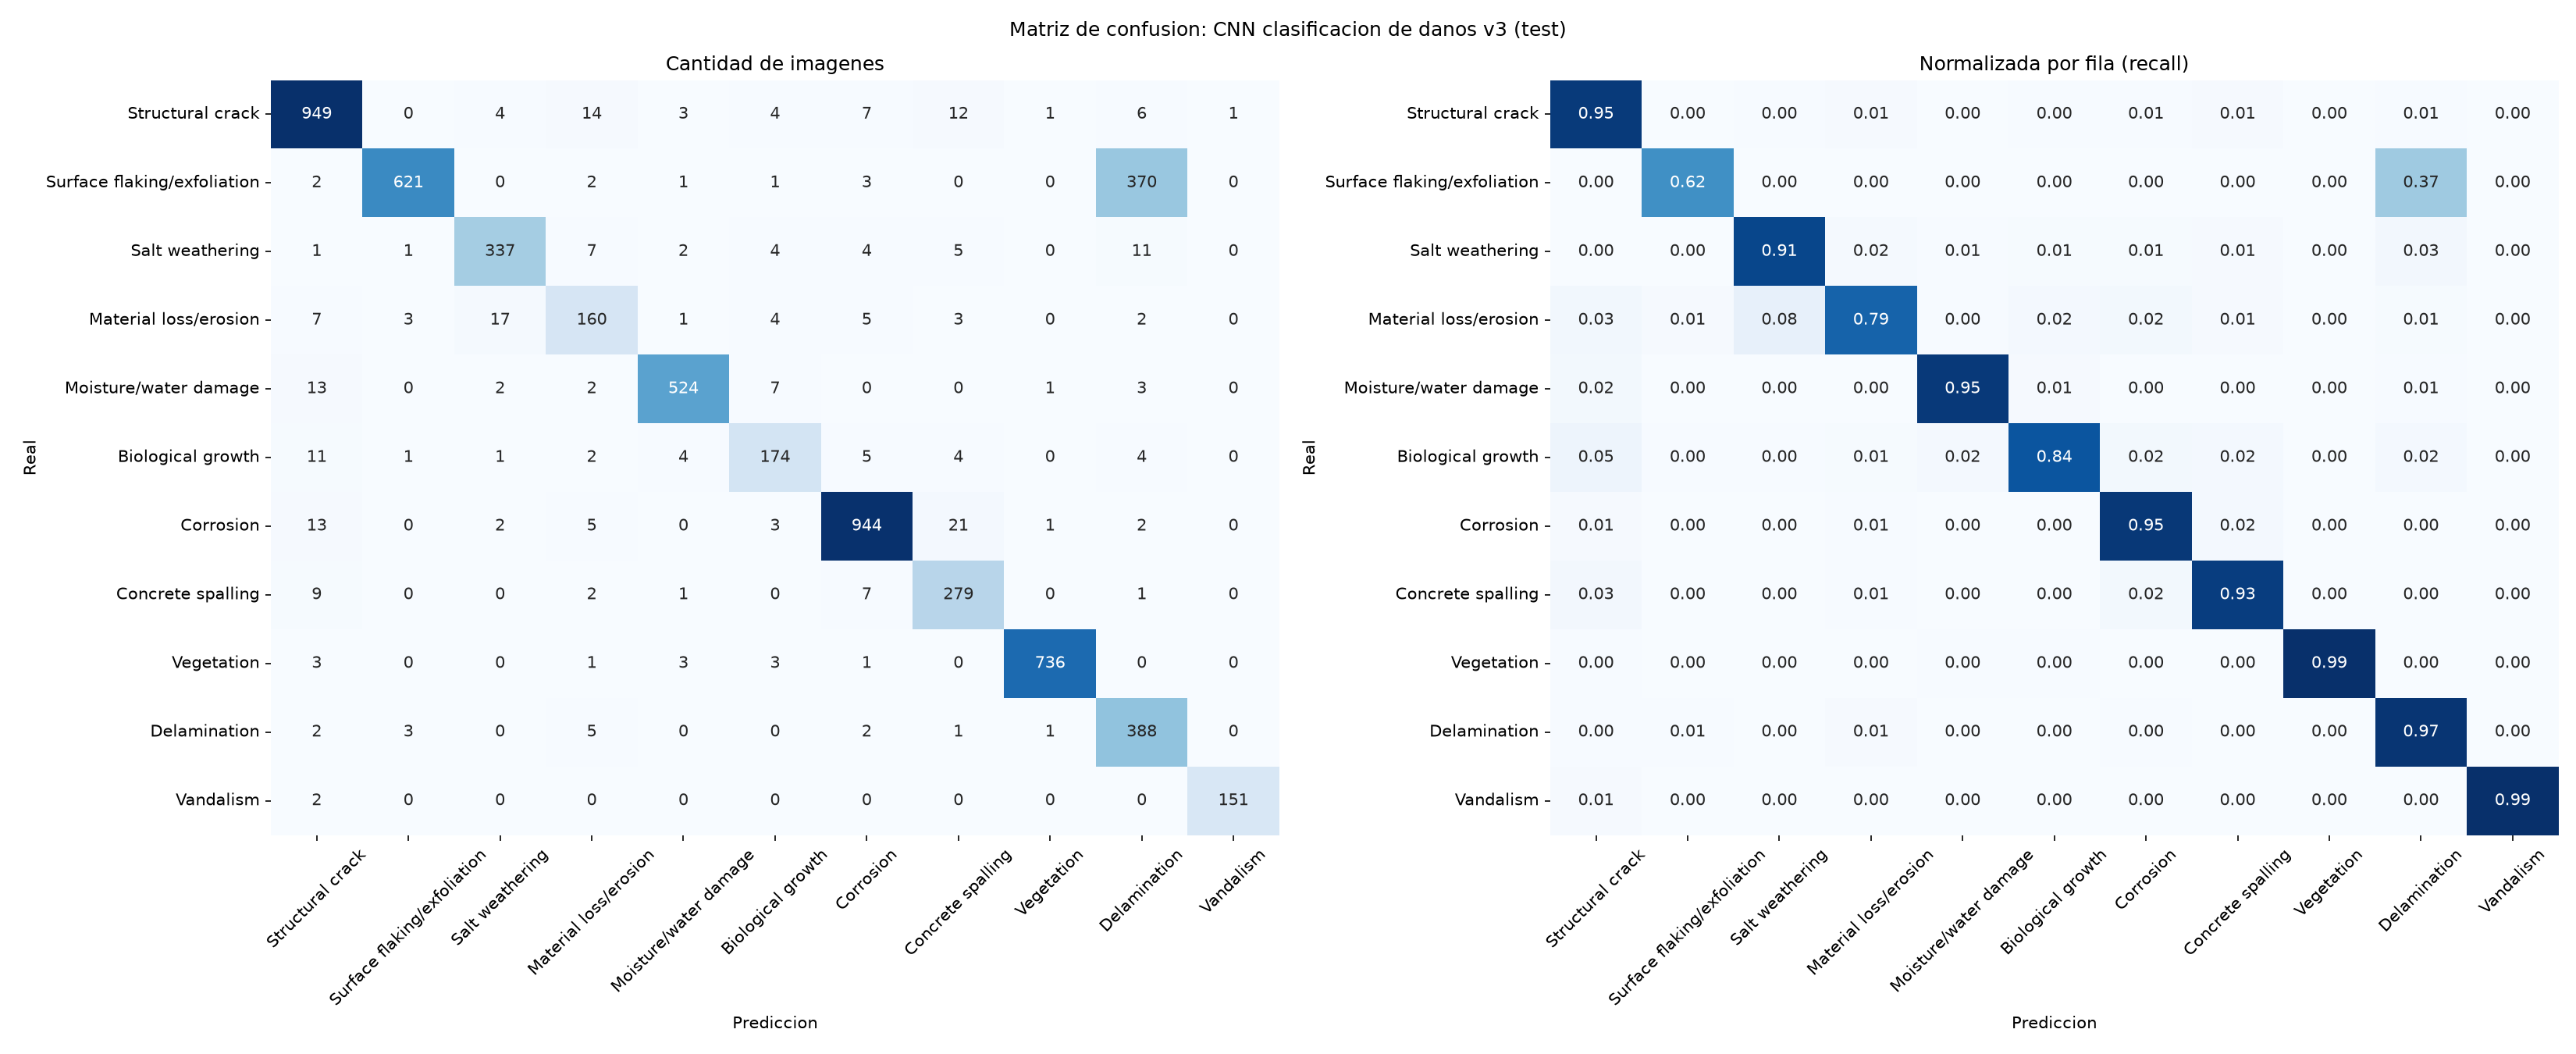 Matriz de confusion: CNN clasificacion de danos v3 (test)
Cantidad de imagenes
Real
Structural crack 949 0 4 14 3 4 7 12 1 6 1
Surface flaking/exfoliation 2 621 0 2 1 1 3 0 0 370 0
Salt weathering 1 1 337 7 2 4 4 5 0 11 0
Material loss/erosion 7 3 17 160 1 4 5 3 0 2 0
Moisture/water damage 13 0 2 2 524 7 0 0 1 3 0
Biological growth 11 1 1 2 4 174 5 4 0 4 0
Corrosion 13 0 2 5 0 3 944 21 1 2 0
Concrete spalling 9 0 0 2 1 0 7 279 0 1 0
Vegetation 3 0 0 1 3 3 1 0 736 0 0
Delamination 2 3 0 5 0 0 2 1 1 388 0
Vandalism 2 0 0 0 0 0 0 0 0 0 151
Structural crack
Surface flaking/exfoliation
Salt weathering
Material loss/erosion
Moisture/water damage
Biological growth
Corrosion
Concrete spalling
Vegetation
Delamination
Vandalism
Prediccion
Normalizada por fila (recall)
Real
Structural crack 0.95 0.00 0.00 0.01 0.00 0.00 0.01 0.01 0.00 0.01 0.00
Surface flaking/exfoliation 0.00 0.62 0.00 0.00 0.00 0.00 0.00 0.00 0.00 0.37 0.00
Salt weathering 0.00 0.00 0.91 0.02 0.01 0.01 0.01 0.01 0.00 0.03 0.00
Material loss/erosion 0.03 0.01 0.08 0.79 0.00 0.02 0.02 0.01 0.00 0.01 0.00
Moisture/water damage 0.02 0.00 0.00 0.00 0.95 0.01 0.00 0.00 0.00 0.01 0.00
Biological growth 0.05 0.00 0.00 0.01 0.02 0.84 0.02 0.02 0.00 0.02 0.00
Corrosion 0.01 0.00 0.00 0.01 0.00 0.00 0.95 0.02 0.00 0.00 0.00
Concrete spalling 0.03 0.00 0.00 0.01 0.00 0.00 0.02 0.93 0.00 0.00 0.00
Vegetation 0.00 0.00 0.00 0.00 0.00 0.00 0.00 0.00 0.99 0.00 0.00
Delamination 0.00 0.01 0.00 0.01 0.00 0.00 0.00 0.00 0.00 0.97 0.00
Vandalism 0.01 0.00 0.00 0.00 0.00 0.00 0.00 0.00 0.00 0.00 0.99
Structural crack
Surface flaking/exfoliation
Salt weathering
Material loss/erosion
Moisture/water damage
Biological growth
Corrosion
Concrete spalling
Vegetation
Delamination
Vandalism
Prediccion